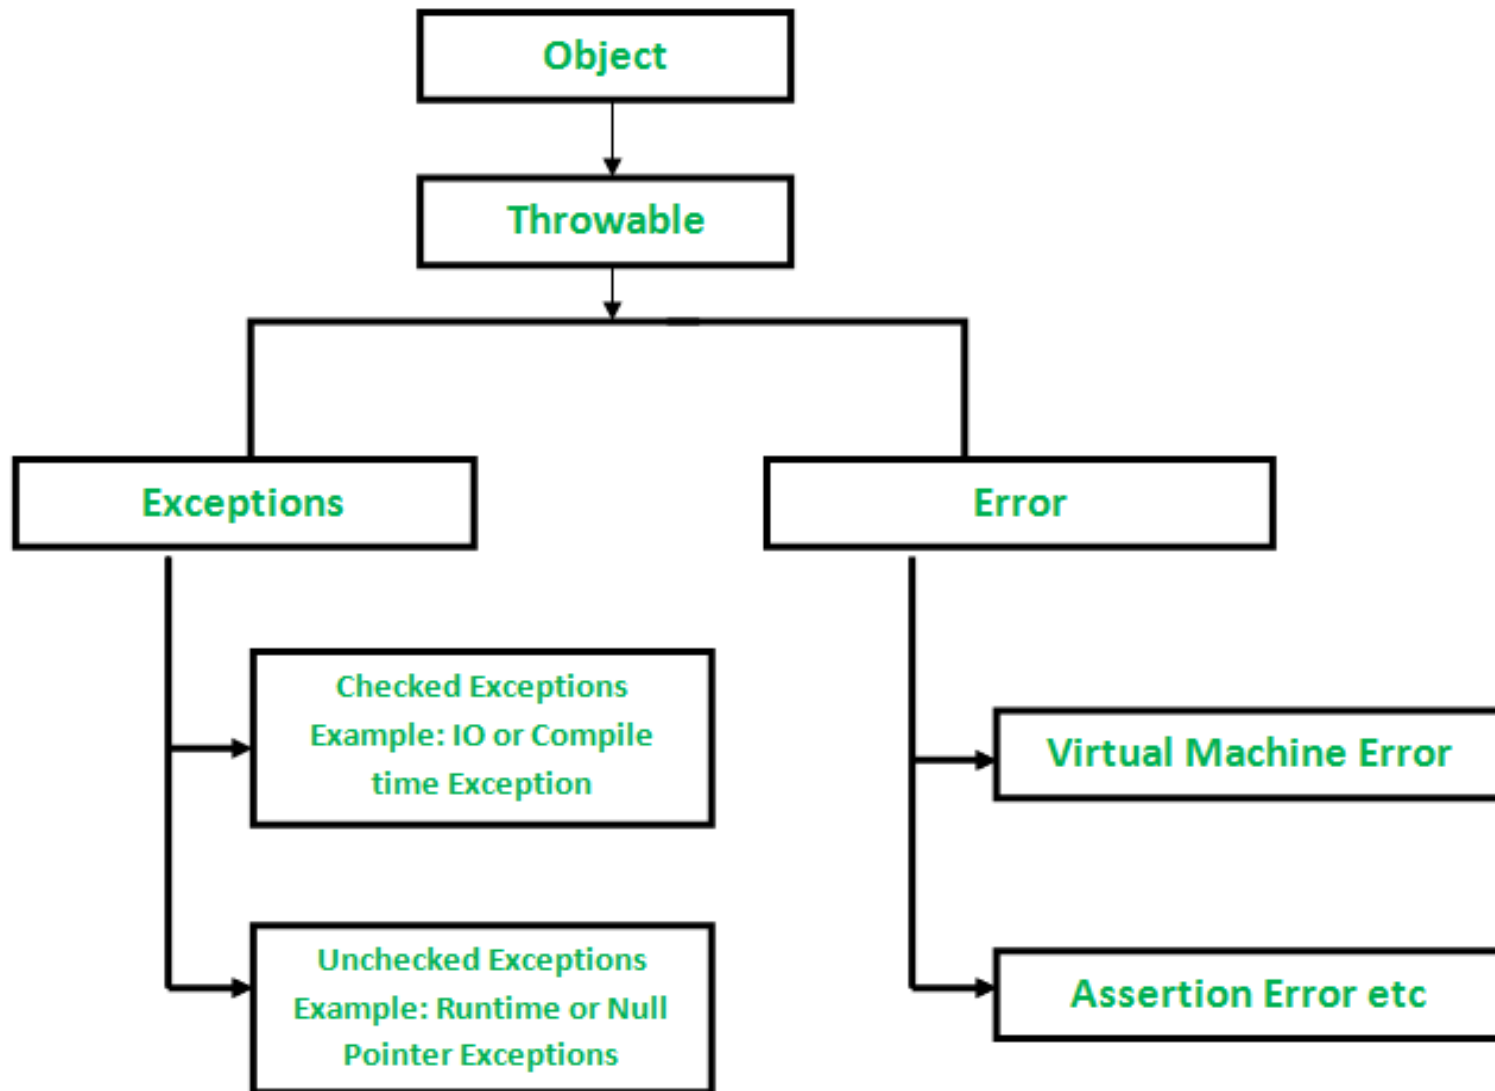 Object
Throwable
Exceptions
Error
Checked Exceptions
Example: IO or Compile
time Exception
Unchecked Exceptions
Example: Runtime or Null
Pointer Exceptions
Virtual Machine Error
Assertion Error etc